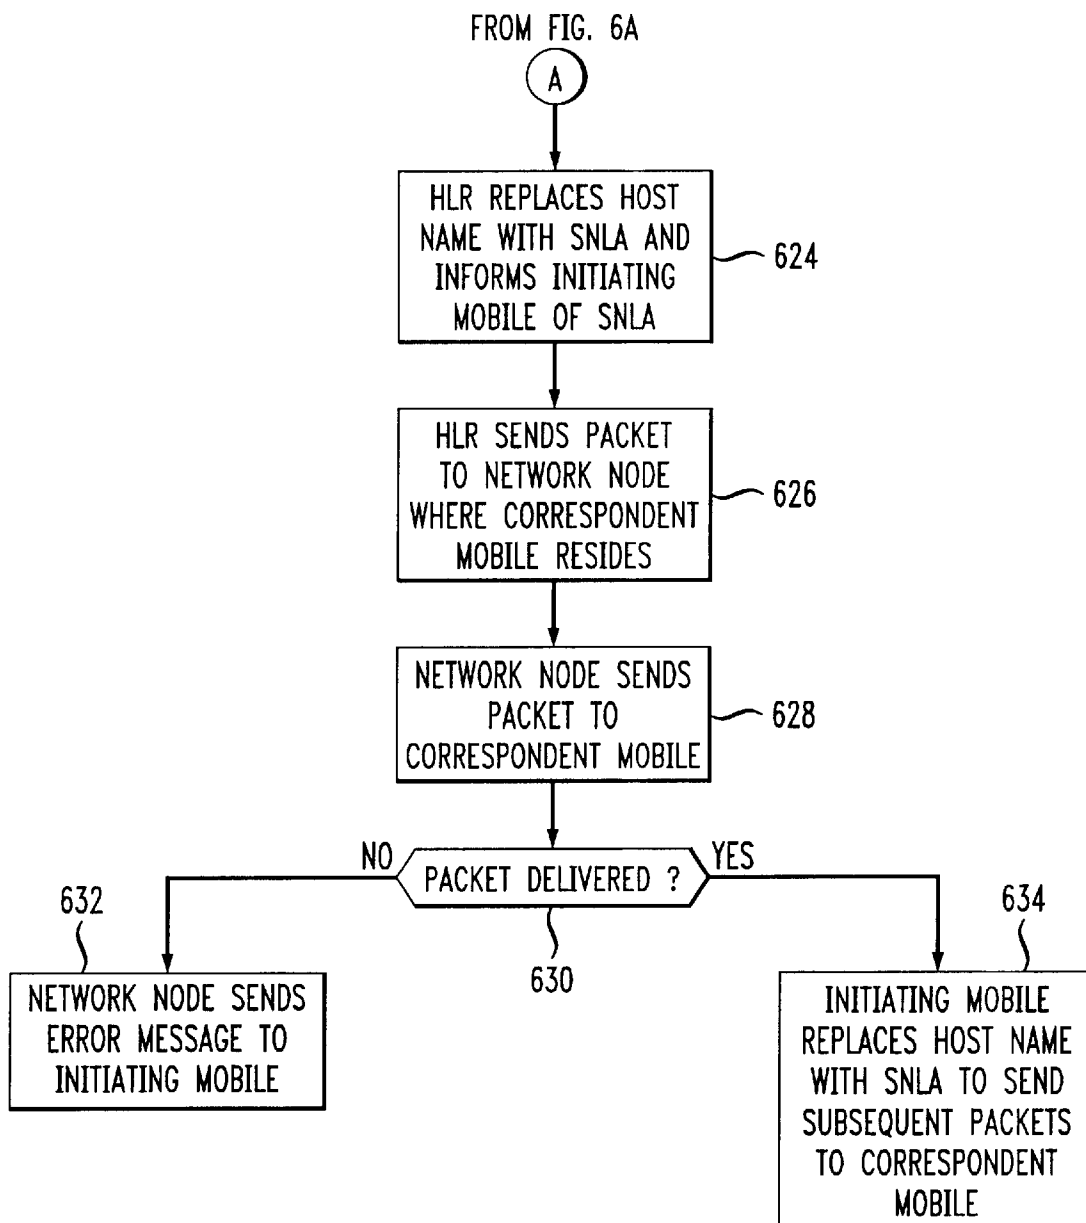 FROM FIG. 6A
A
HLR REPLACES HOST
NAME WITH SNLA AND
INFORMS INITIATING
MOBILE OF SNLA
624
HLR SENDS PACKET
TO NETWORK NODE
WHERE CORRESPONDENT
MOBILE RESIDES
626
NETWORK NODE SENDS
PACKET TO
CORRESPONDENT MOBILE
628
NO
PACKET DELIVERED ?
YES
630
632
NETWORK NODE SENDS
ERROR MESSAGE TO
INITIATING MOBILE
634
INITIATING MOBILE
REPLACES HOST NAME
WITH SNLA TO SEND
SUBSEQUENT PACKETS
TO CORRESPONDENT
MOBILE